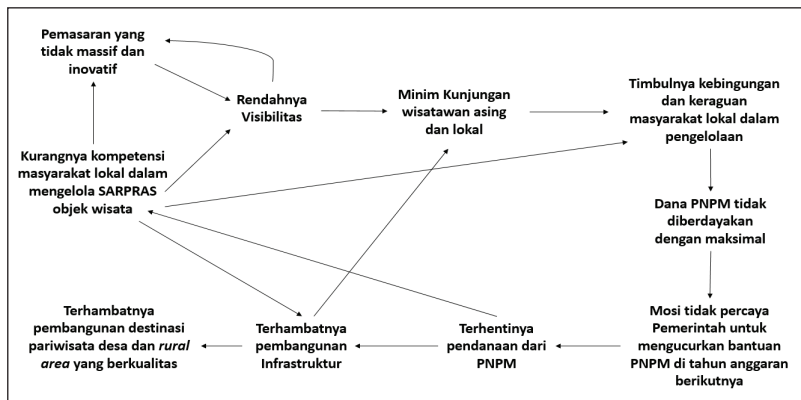 Pemasaran yang
tidak massif dan
inovatif
Rendahnya
Visibilitas
Minim Kunjungan
wisatawan asing
dan lokal
Timbulnya kebingungan
dan keraguan
masyarakat lokal dalam
pengelolaan
Kurangnya kompetensi
masyarakat lokal dalam
mengelola SARPRAS
objek wisata
Dana PNPM tidak
diberdayakan
dengan maksimal
Terhambatnya
pembangunan destinasi
pariwisata desa dan rural
area yang berkualitas
Terhambatnya
pembangunan
Infrastruktur
Terhentinya
pendanaan dari
PNPM
Mosi tidak percaya
Pemerintah untuk
mengucurkan bantuan
PNPM di tahun anggaran
berikutnya